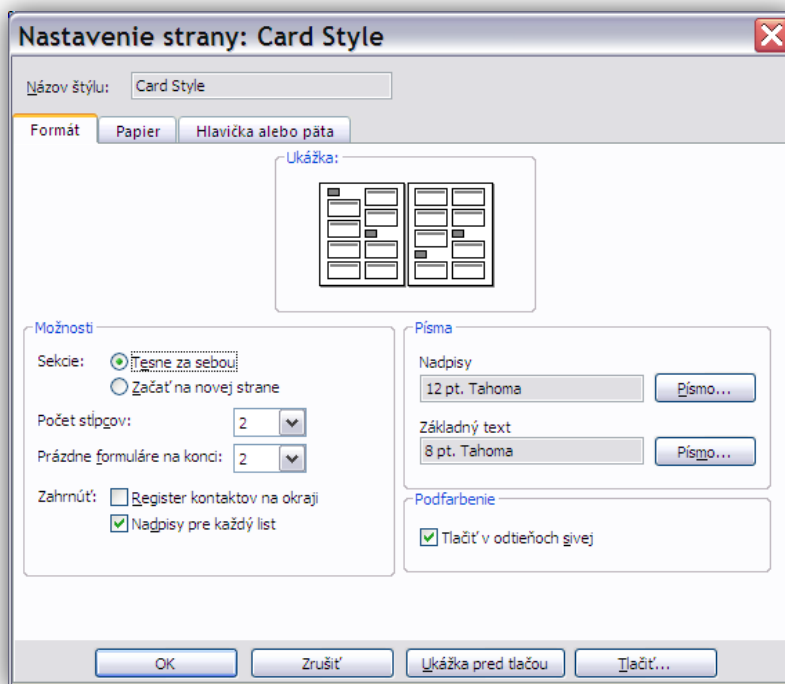 Nastavenie strany: Card Style
Názov štýlu: Card Style
Formát Papier Hlavička alebo päta
Ukážka:
Možnosti
Sekcie: Tesne za sebou
Začať na novej strane
Počet stĺpcov: 2
Prázdne formuláre na konci: 2
Zahrnúť: Register kontaktov na okraji
Nadpisy pre každý list
Písma
Nadpisy
12 pt. Tahoma Písmo...
Základný text
8 pt. Tahoma Písmo...
Podfarbenie
Tlačiť v odtieňoch sivej
OK Zrušiť Ukážka pred tlačou Tlačiť...